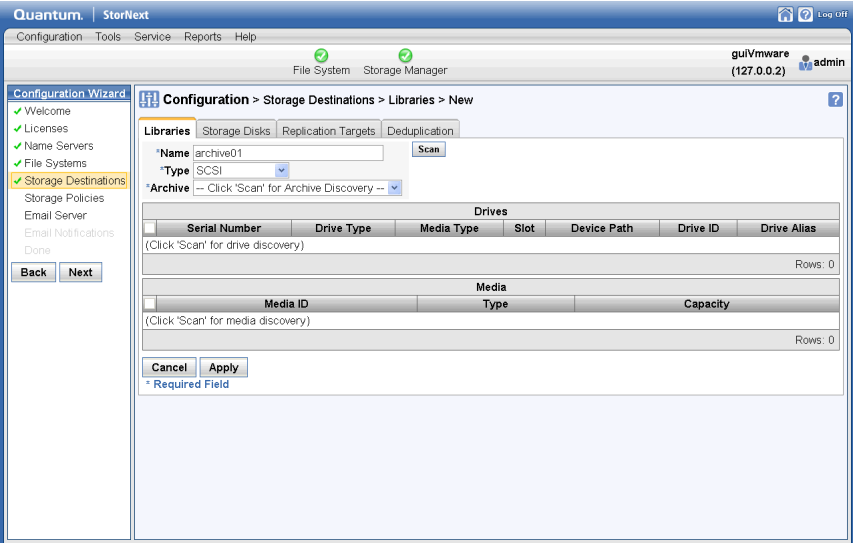 Quantum. StorNext
Log Off
Configuration Tools Service Reports Help
File System Storage Manager
guiVmware
(127.0.0.2)
admin
Configuration Wizard
Welcome
Licenses
Name Servers
File Systems
Storage Destinations
Storage Policies
Email Server
Email Notifications
Done
Back Next
Configuration > Storage Destinations > Libraries > New
?
Libraries Storage Disks Replication Targets Deduplication
*Name archive01
Scan
*Type SCSI
*Archive -- Click 'Scan' for Archive Discovery --
Drives
Serial Number Drive Type Media Type Slot Device Path Drive ID Drive Alias
(Click 'Scan' for drive discovery)
Rows: 0
Media
Media ID Type Capacity
(Click 'Scan' for media discovery)
Rows: 0
Cancel Apply
* Required Field